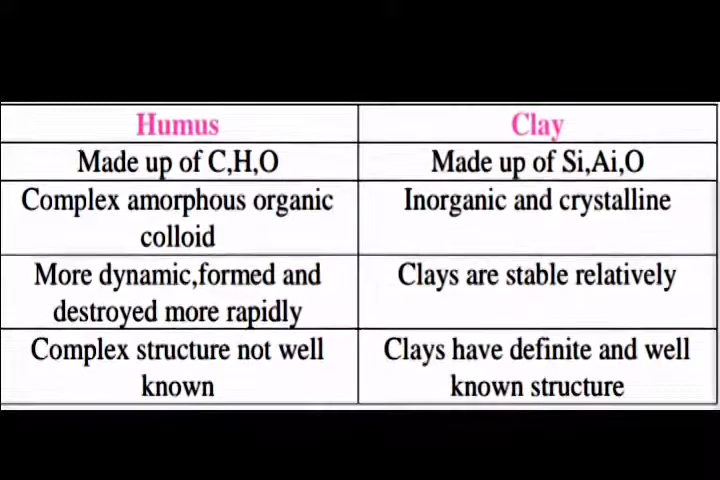 Humus
Clay
Made up of C,H,O
Made up of Si,Ai,O
Complex amorphous organic
colloid
Inorganic and crystalline
More dynamic,formed and
destroyed more rapidly
Clays are stable relatively
Complex structure not well
known
Clays have definite and well
known structure